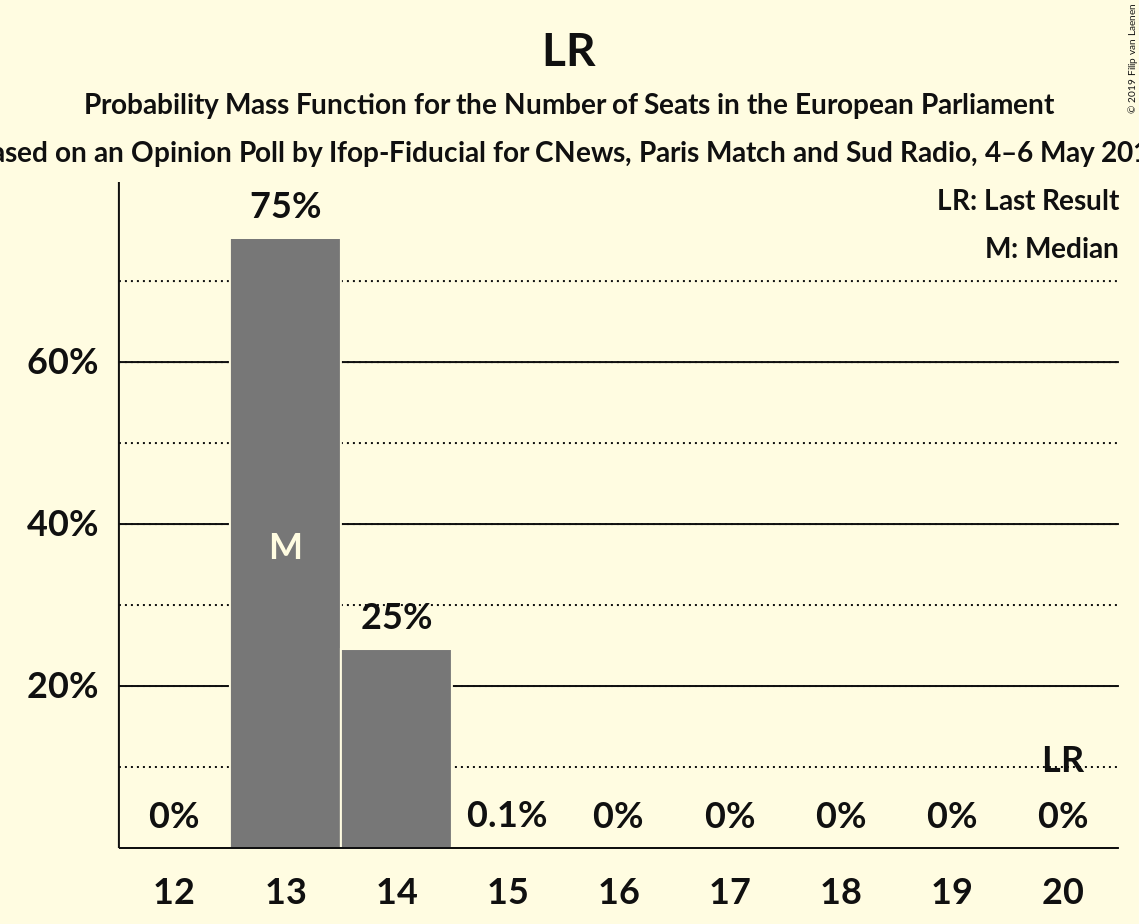 LR
Probability Mass Function for the Number of Seats in the European Parliament
on an Opinion Poll by Ifop-Fiducial for CNews, Paris Match and Sud Radio, 4–6 May
© 2019 Filip van Laenen
LR: Last Result
M: Median
75%
60%
M
40%
25%
20%
LR
0%
0.1%
0%
0%
0%
0%
0%
12
13
14
15
16
17
18
19
20